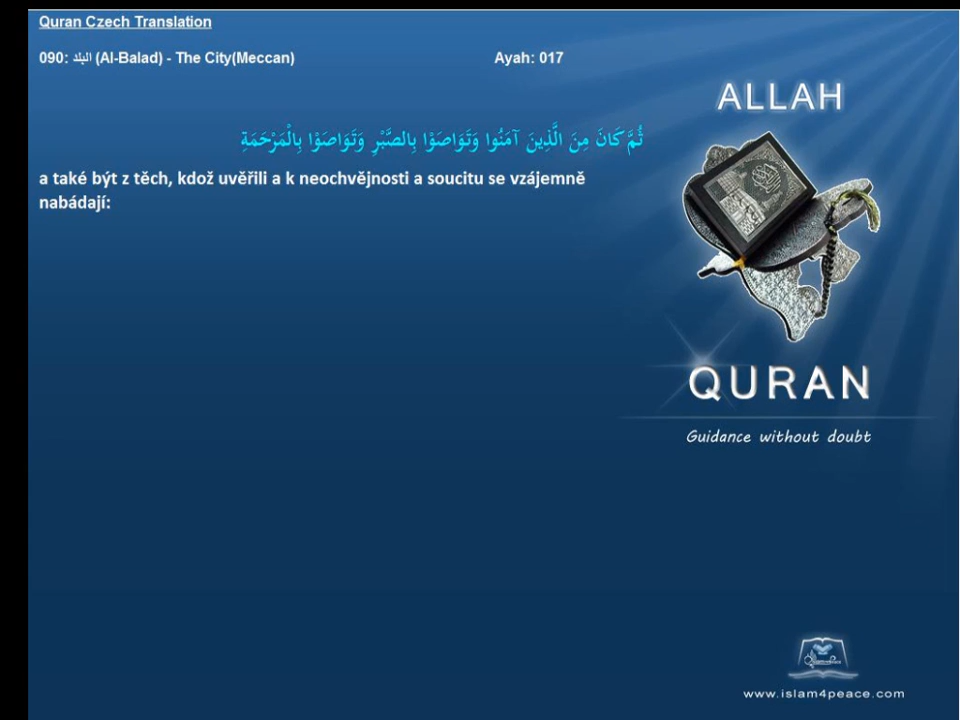 Quran Czech Translation
090: البلد (Al-Balad) - The City(Meccan) Ayah: 017
ثُمَّ كَانَ مِنَ الَّذِينَ آمَنُوا وَتَوَاصَوْا بِالصَّبْرِ وَتَوَاصَوْا بِالْمَرْحَمَةِ
a také být z těch, kdož uvěřili a k neochvějnosti a soucitu se vzájemně
nabádají:
ALLAH
QURAN
Guidance without doubt
www.islam4peace.com